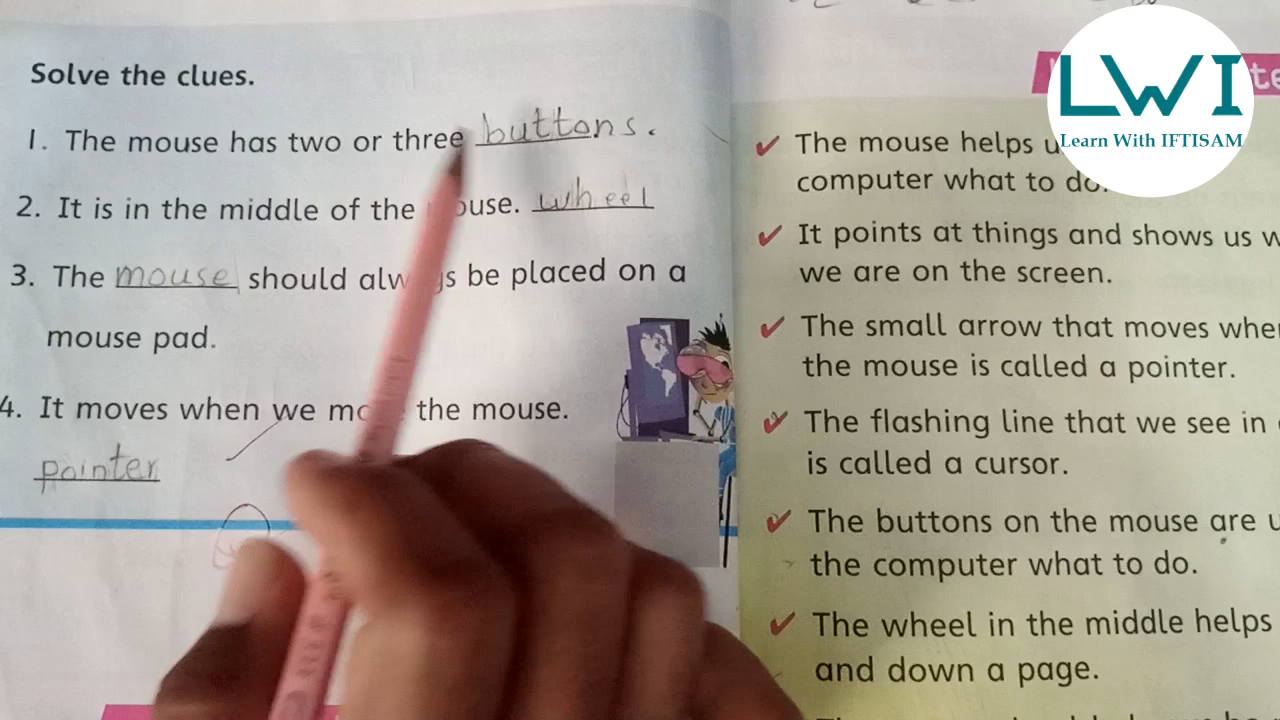 Solve the clues.
1. The mouse has two or three buttons.
2. It is in the middle of the mouse. wheel
3. The mouse should always be placed on a
mouse pad.
4. It moves when we move the mouse.
pointer
LWI
Learn With IFTISAM
The mouse helps
computer what to do.
It points at things and shows us
we are on the screen.
The small arrow that moves
the mouse is called a pointer.
The flashing line that we see in
is called a cursor.
The buttons on the mouse are
the computer what to do.
The wheel in the middle helps
and down a page.